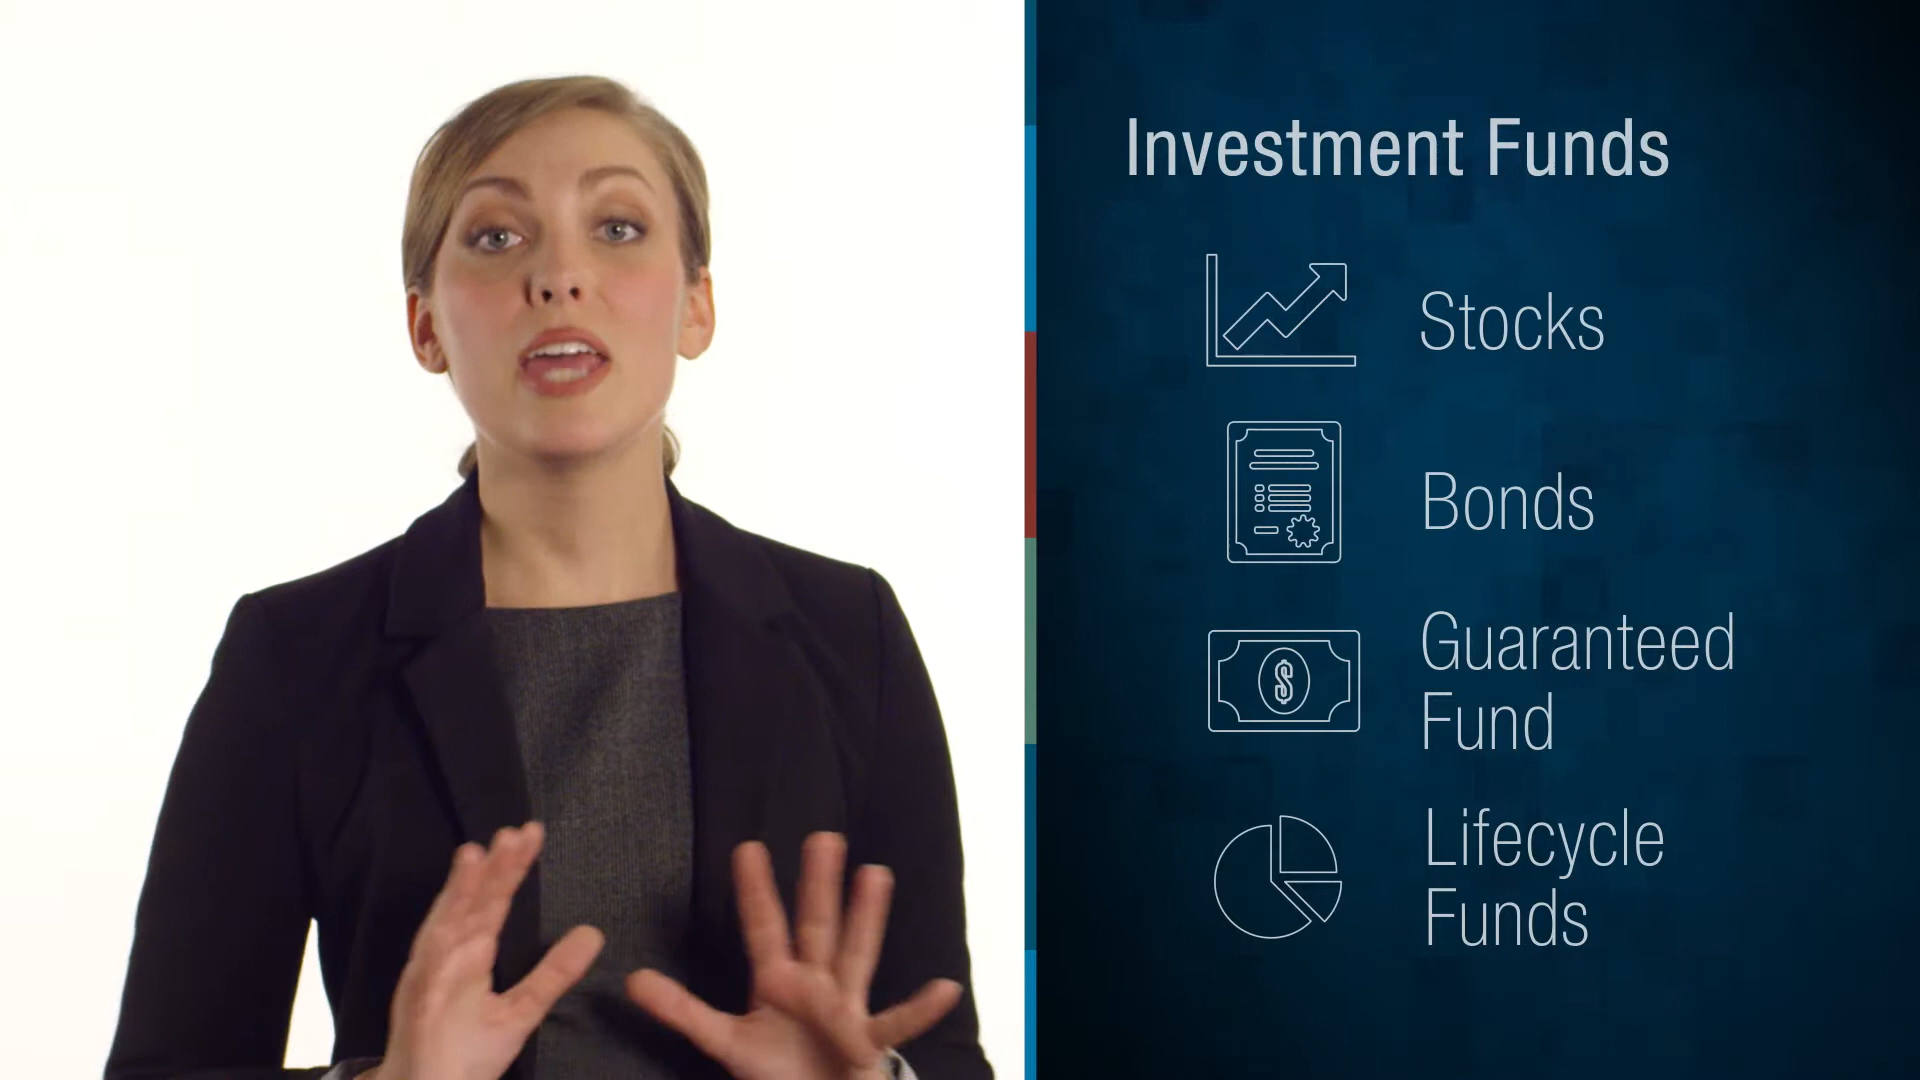 Investment Funds
Stocks
Bonds
$
Guaranteed
Fund
Lifecycle
Funds